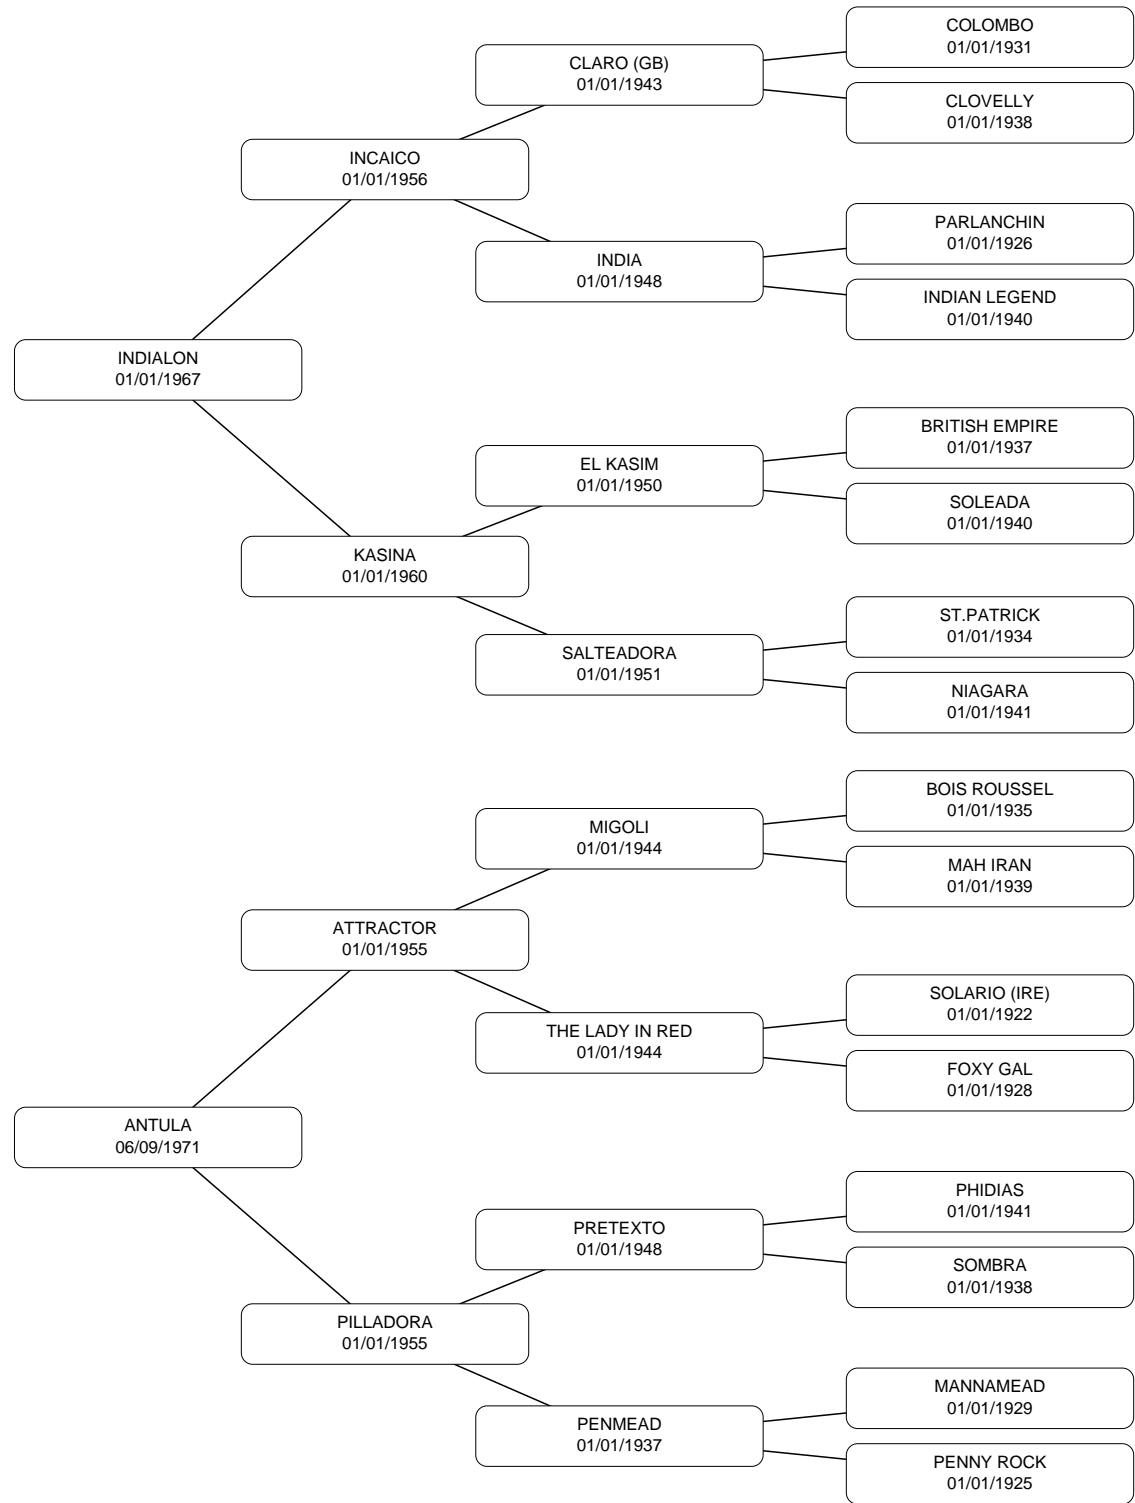 COLOMBO
01/01/1931
CLARO (GB)
01/01/1943
CLOVELLY
01/01/1938
INCAICO
01/01/1956
PARLANCHIN
01/01/1926
INDIA
01/01/1948
INDIAN LEGEND
01/01/1940
INDIALON
01/01/1967
BRITISH EMPIRE
01/01/1937
EL KASIM
01/01/1950
SOLEADA
01/01/1940
KASINA
01/01/1960
ST.PATRICK
01/01/1934
SALTEADORA
01/01/1951
NIAGARA
01/01/1941
BOIS ROUSSEL
01/01/1935
MIGOLI
01/01/1944
MAH IRAN
01/01/1939
ATTRACTOR
01/01/1955
SOLARIO (IRE)
01/01/1922
THE LADY IN RED
01/01/1944
FOXY GAL
01/01/1928
ANTULA
06/09/1971
PHIDIAS
01/01/1941
PRETEXTO
01/01/1948
SOMBRA
01/01/1938
PILLADORA
01/01/1955
MANNAMEAD
01/01/1929
PENMEAD
01/01/1937
PENNY ROCK
01/01/1925